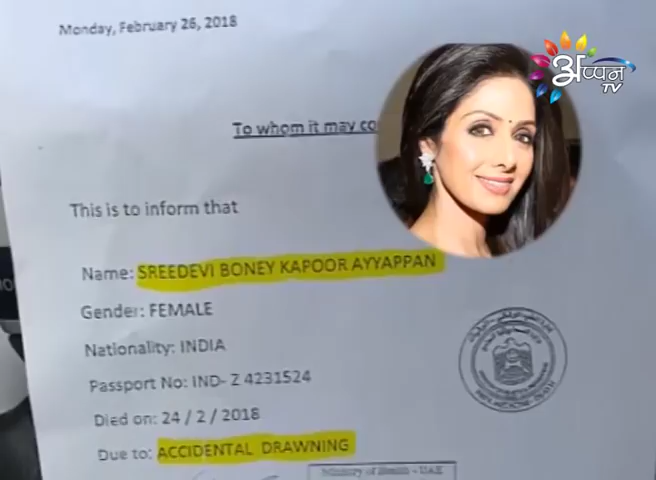 Monday, February 26, 2018
अप्पन
TV
To whom it may co
This is to inform that
Name: SREEDEVI BONEY KAPOOR AYYAPPAN
Gender: FEMALE
Nationality: INDIA
Passport No: IND- Z 4231524
Died on: 24 / 2 / 2018
Due to: ACCIDENTAL DRAWNING
Ministry of Health - UAE